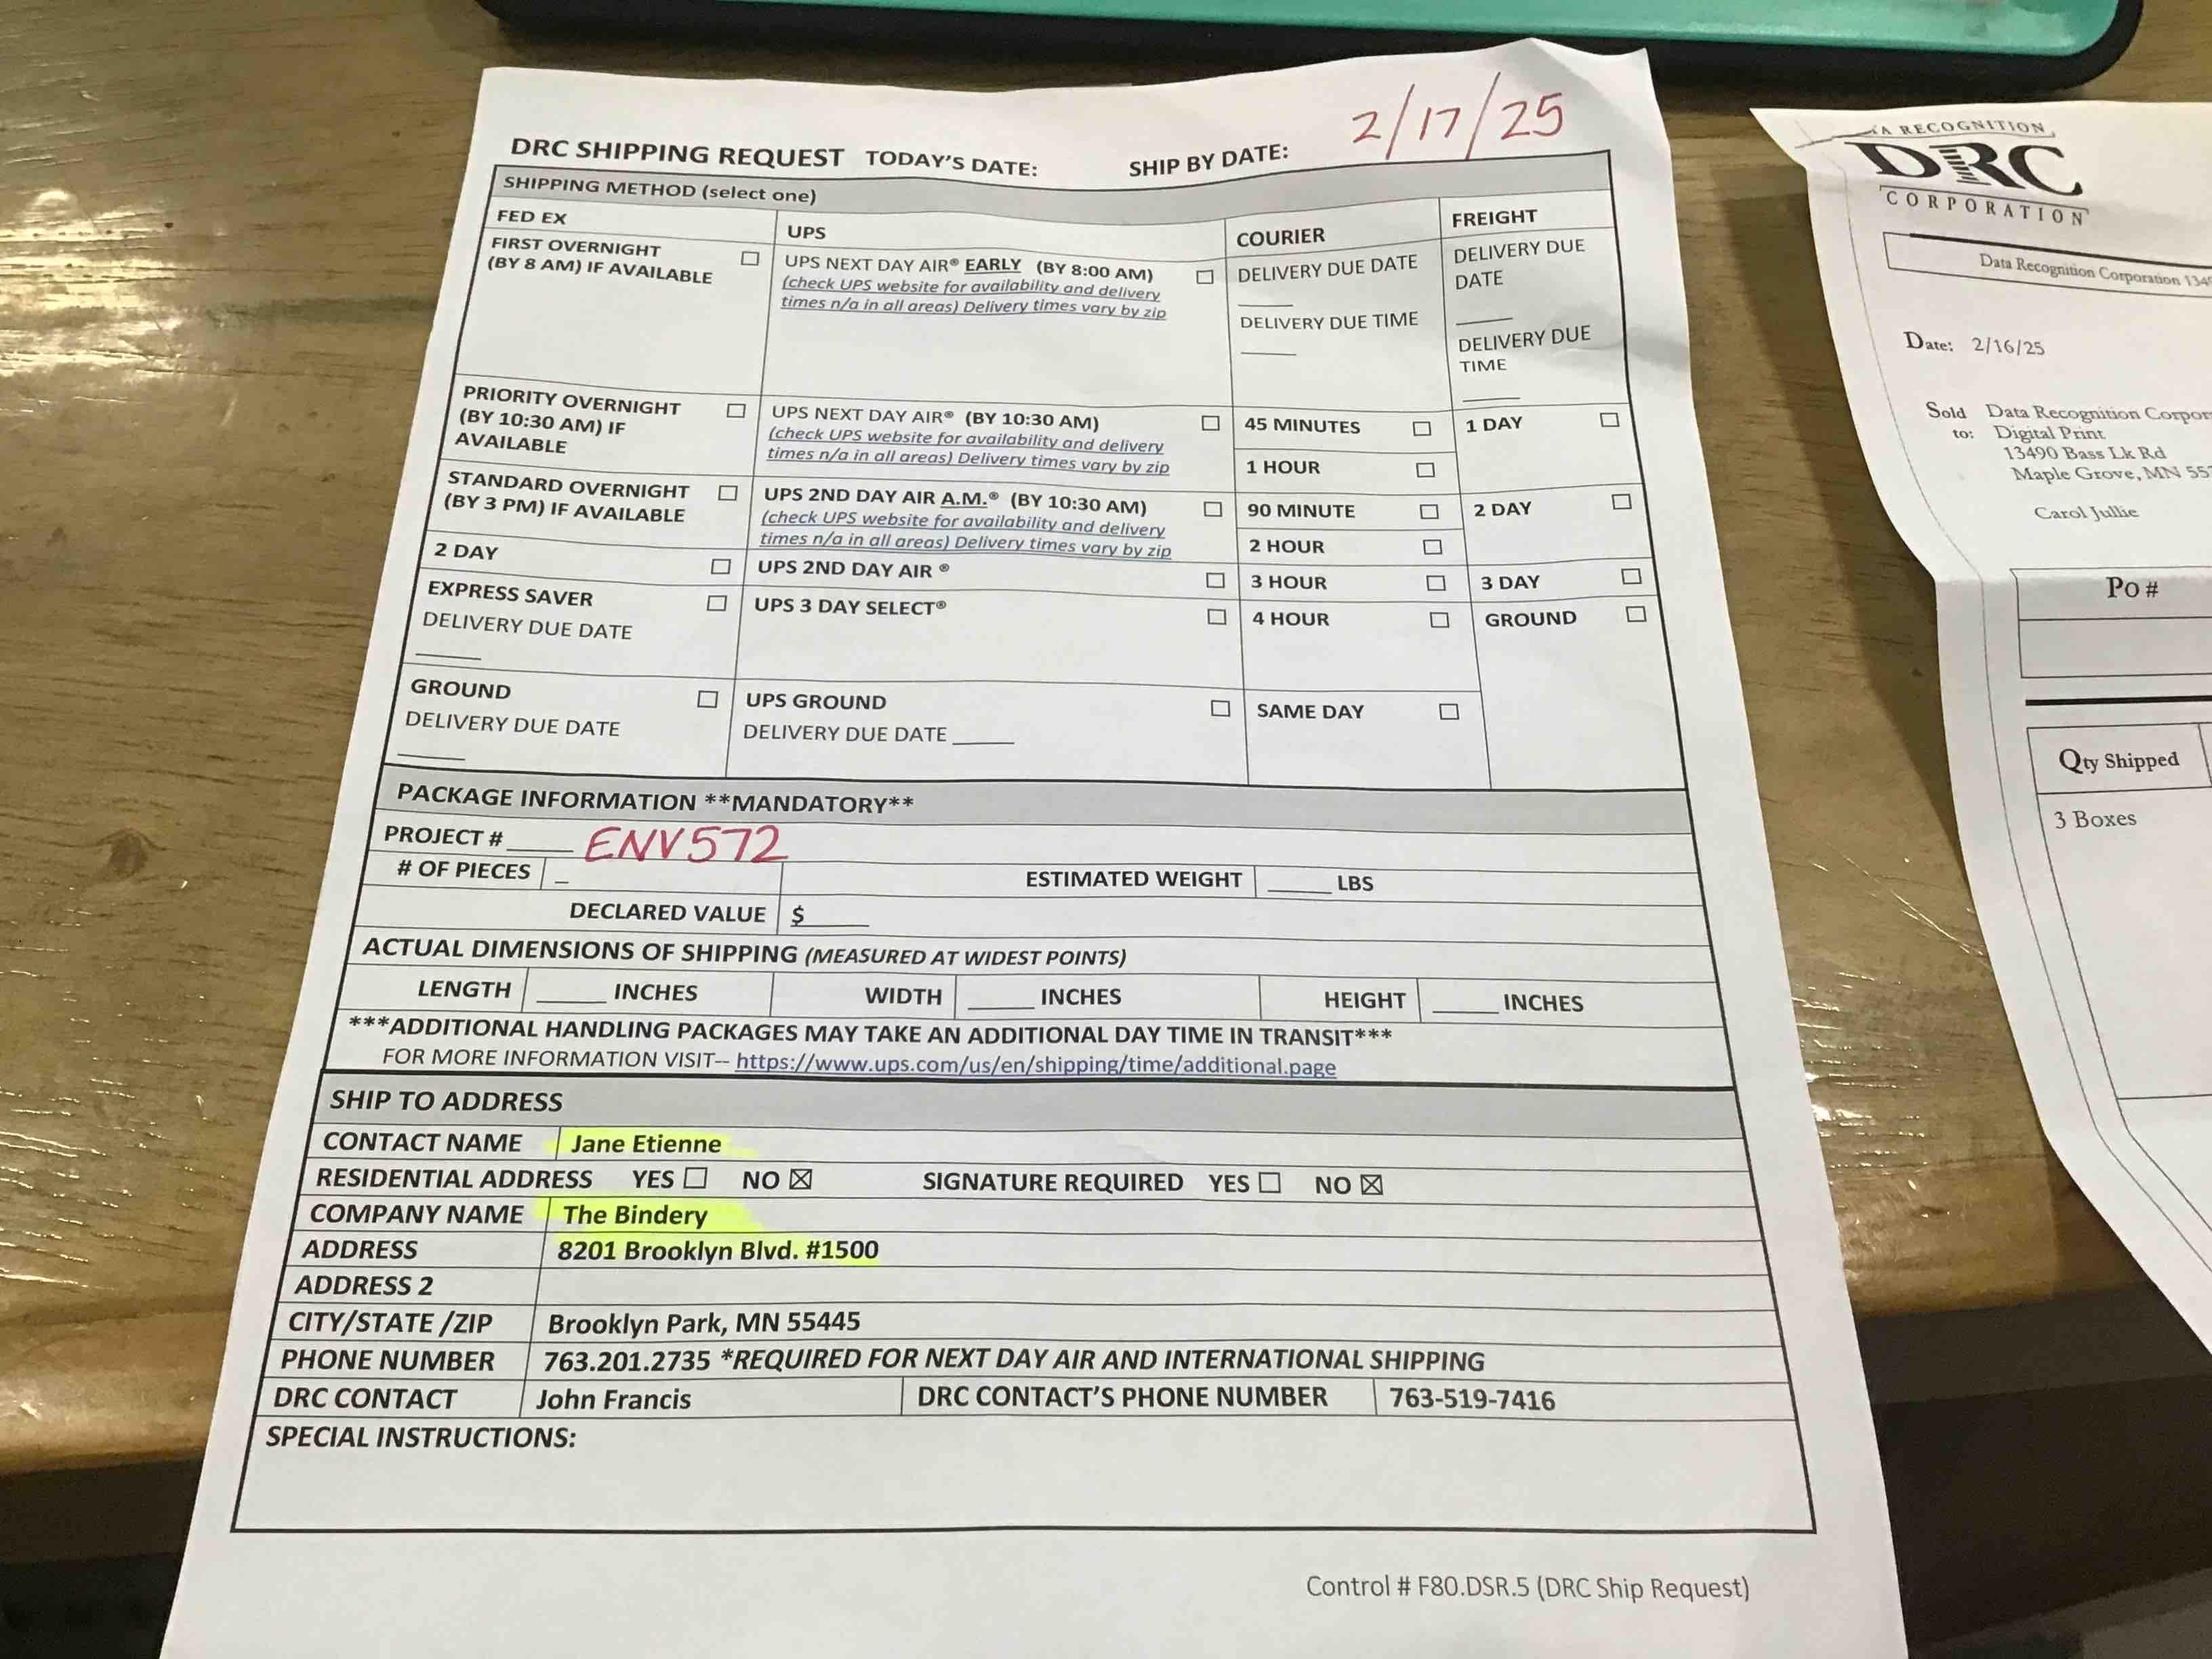 DRC SHIPPING REQUEST TODAY'S DATE: SHIP BY DATE: 2/17/25
SHIPPING METHOD (select one)
FED EX
FIRST OVERNIGHT
(BY 8 AM) IF AVAILABLE
UPS
UPS NEXT DAY AIR® EARLY (BY 8:00 AM)
(check UPS website for availability and delivery
times n/a in all areas) Delivery times vary by zip
COURIER
DELIVERY DUE DATE
DELIVERY DUE TIME
FREIGHT
DELIVERY DUE
DATE
DELIVERY DUE
TIME
PRIORITY OVERNIGHT
(BY 10:30 AM) IF
AVAILABLE
UPS NEXT DAY AIR® (BY 10:30 AM)
(check UPS website for availability and delivery
times n/a in all areas) Delivery times vary by zip
45 MINUTES
1 HOUR
1 DAY
STANDARD OVERNIGHT
(BY 3 PM) IF AVAILABLE
UPS 2ND DAY AIR A.M.® (BY 10:30 AM)
(check UPS website for availability and delivery
times n/a in all areas) Delivery times vary by zip
90 MINUTE
2 HOUR
2 DAY
2 DAY
UPS 2ND DAY AIR ®
3 HOUR
3 DAY
EXPRESS SAVER
DELIVERY DUE DATE
UPS 3 DAY SELECT®
4 HOUR
GROUND
GROUND
DELIVERY DUE DATE
UPS GROUND
DELIVERY DUE DATE
SAME DAY
PACKAGE INFORMATION **MANDATORY**
PROJECT # ENV572
# OF PIECES ESTIMATED WEIGHT LBS
DECLARED VALUE $
ACTUAL DIMENSIONS OF SHIPPING (MEASURED AT WIDEST POINTS)
LENGTH INCHES WIDTH INCHES HEIGHT INCHES
***ADDITIONAL HANDLING PACKAGES MAY TAKE AN ADDITIONAL DAY TIME IN TRANSIT***
FOR MORE INFORMATION VISIT-- https://www.ups.com/us/en/shipping/time/additional.page
SHIP TO ADDRESS
CONTACT NAME Jane Etienne
RESIDENTIAL ADDRESS YES ☐ NO ☒ SIGNATURE REQUIRED YES ☐ NO ☒
COMPANY NAME The Bindery
ADDRESS 8201 Brooklyn Blvd. #1500
ADDRESS 2
CITY/STATE /ZIP Brooklyn Park, MN 55445
PHONE NUMBER 763.201.2735 *REQUIRED FOR NEXT DAY AIR AND INTERNATIONAL SHIPPING
DRC CONTACT John Francis DRC CONTACT'S PHONE NUMBER 763-519-7416
SPECIAL INSTRUCTIONS:
Control # F80.DSR.5 (DRC Ship Request)
RECOGNITION
DRC
CORPORATION
Data Recognition Corporation
Date: 2/16/25
Sold Data Recognition
to: Digital Print
13490 Bass Lk Rd
Maple Grove, MN
Carol Jullie
Po #
Qty Shipped
3 Boxes